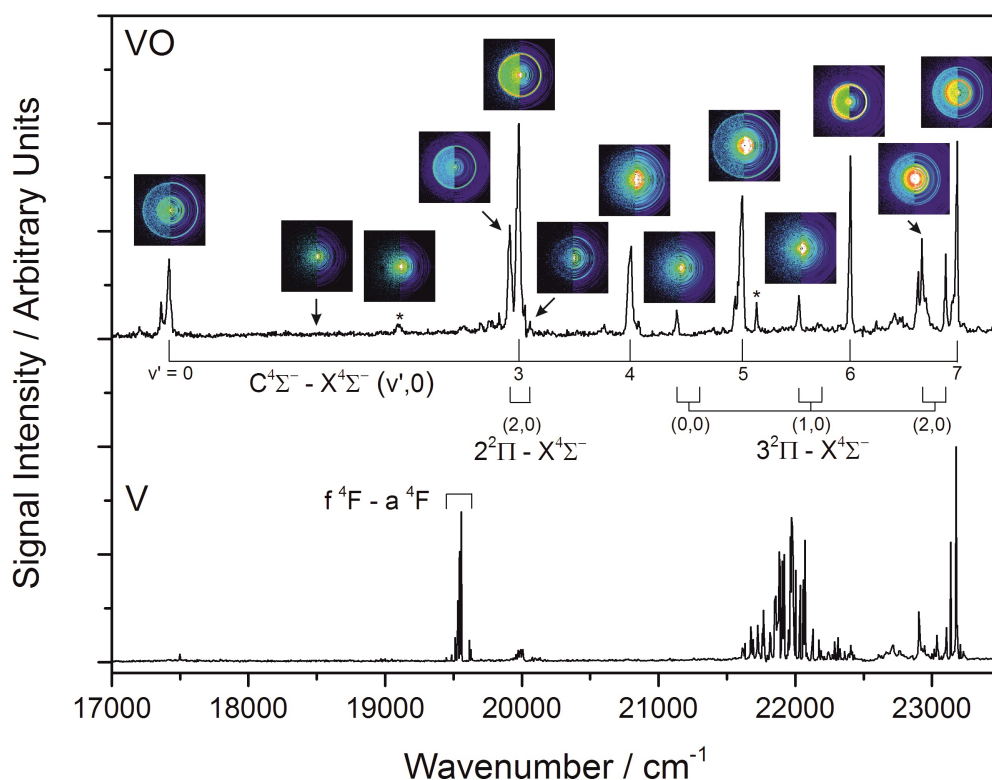 VO
*
*
v' = 0
3
4
5
6
7
C⁴Σ⁻ - X⁴Σ⁻ (v',0)
(2,0)
(0,0)
(1,0)
(2,0)
2²Π - X⁴Σ⁻
3²Π - X⁴Σ⁻
V
f ⁴F - a ⁴F
Signal Intensity / Arbitrary Units
17000
18000
19000
20000
21000
22000
23000
Wavenumber / cm⁻¹